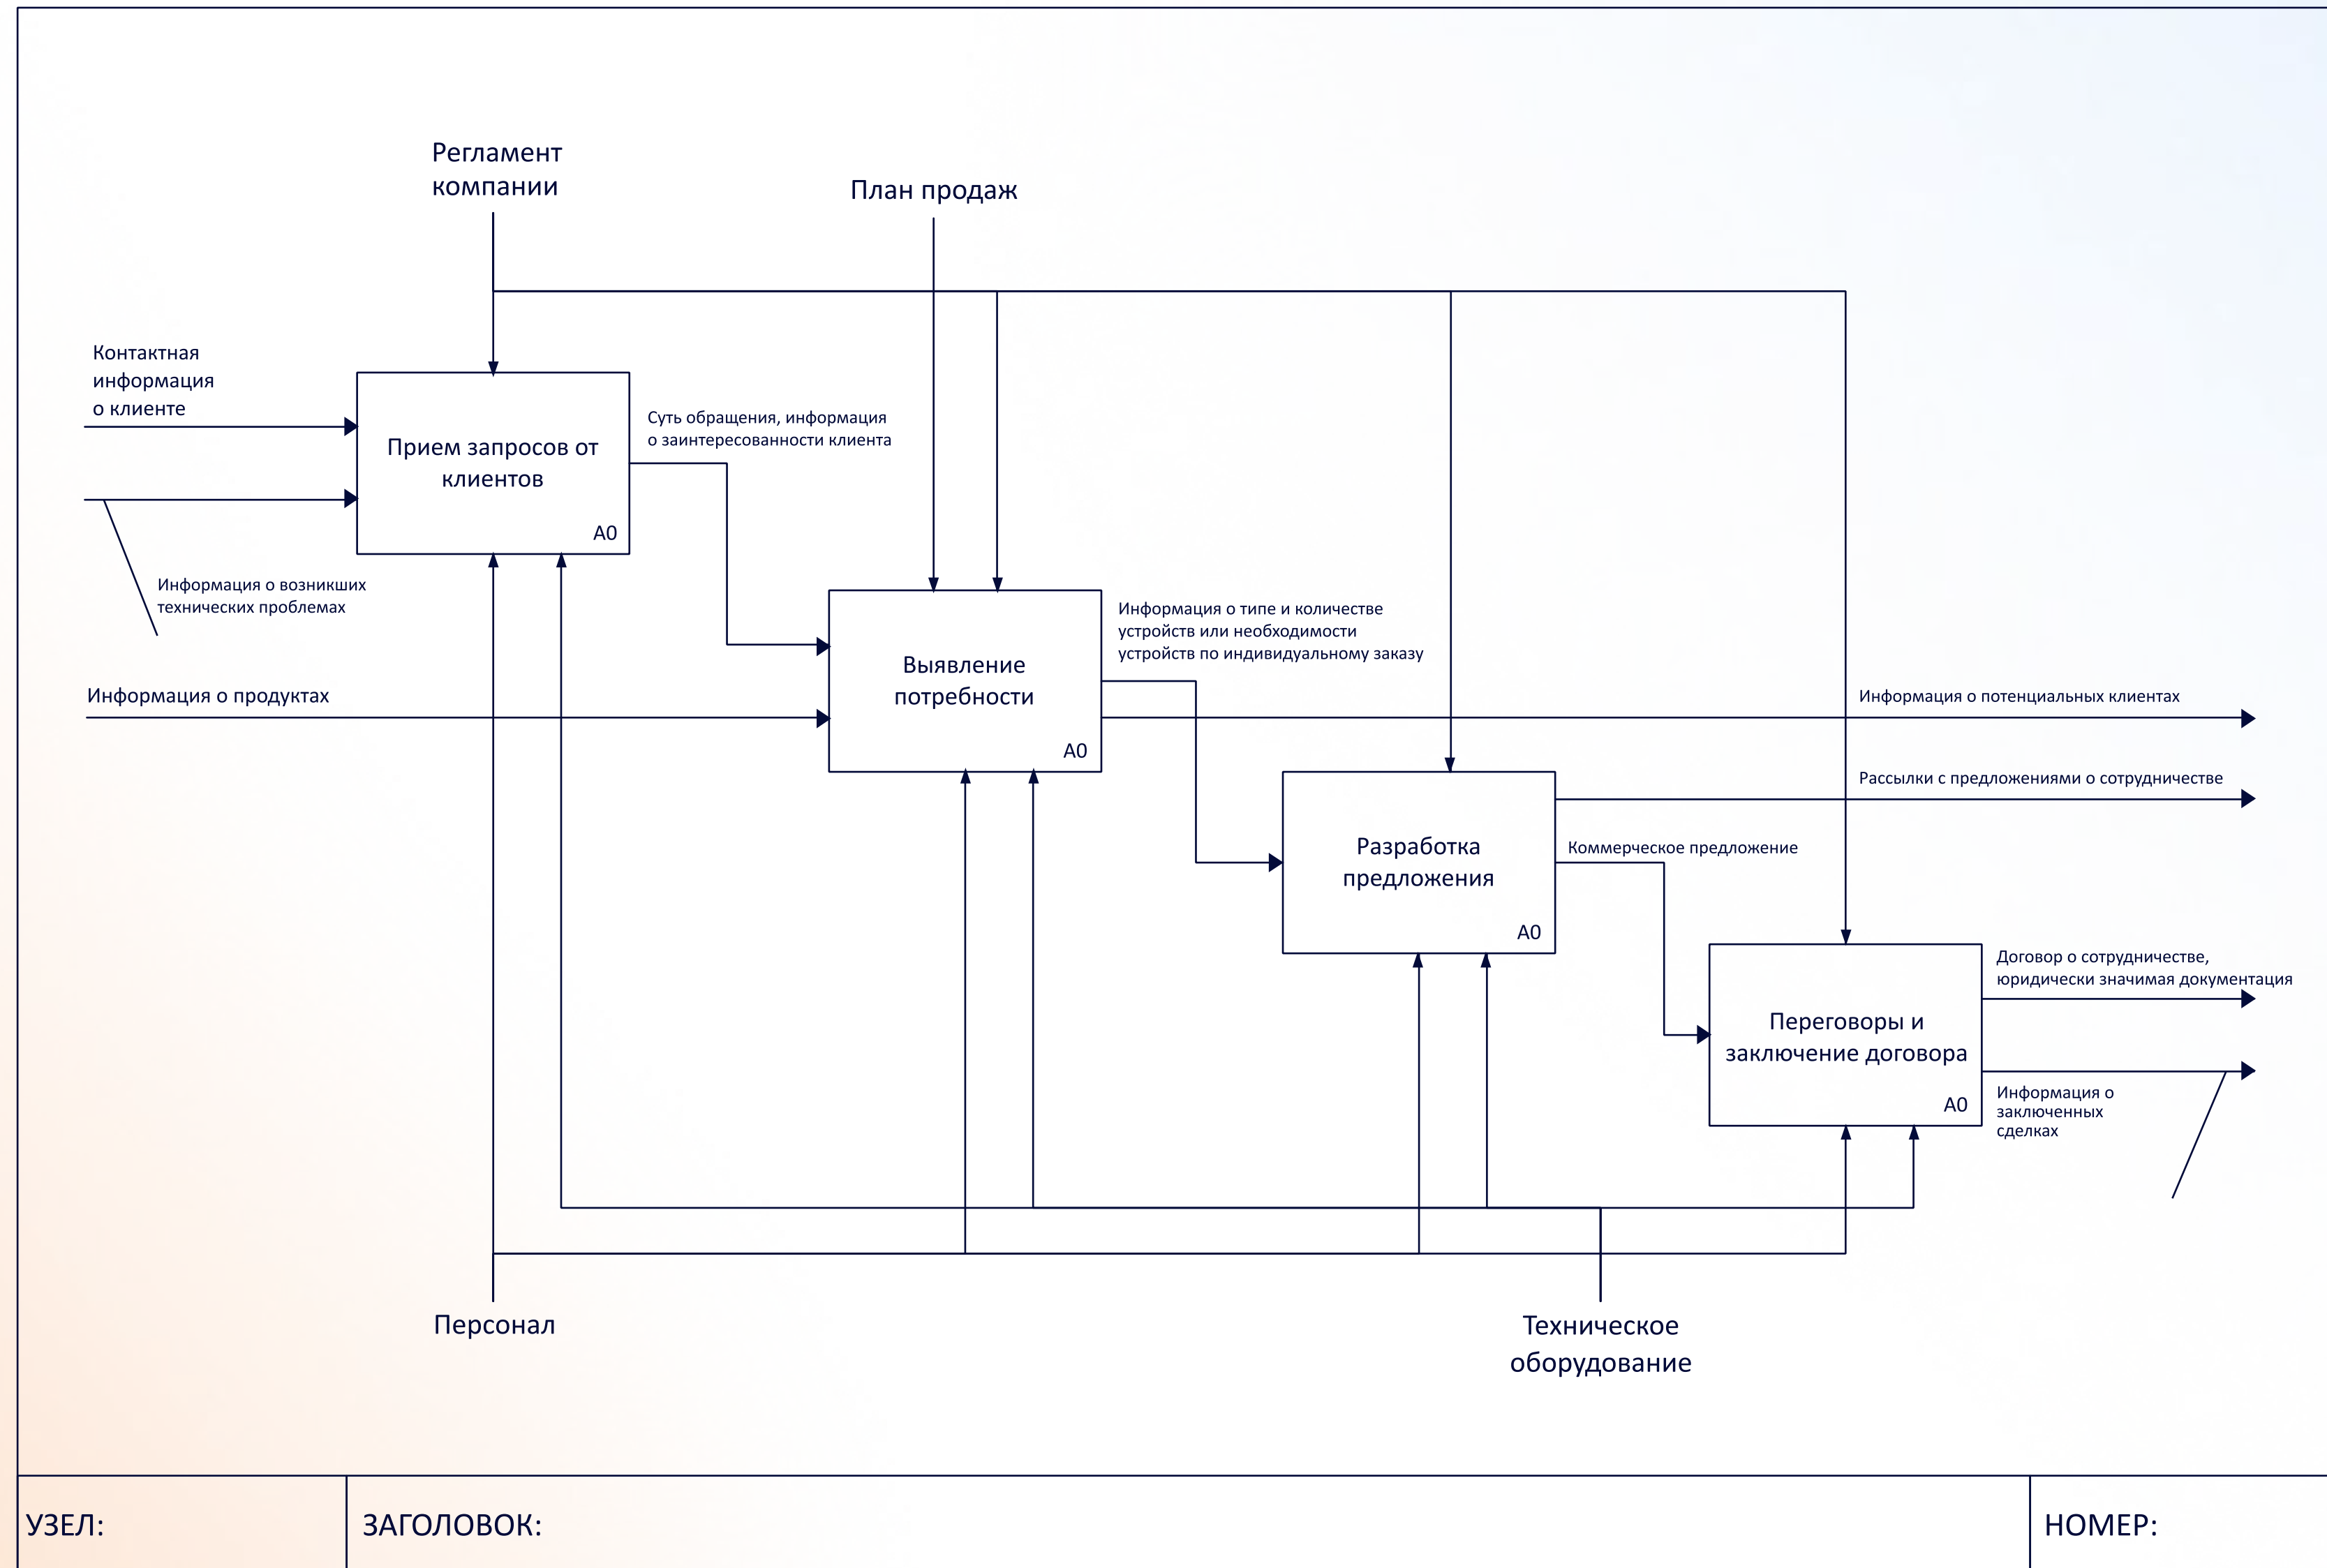 Регламент
компании
План продаж
Контактная
информация
о клиенте
Прием запросов от
клиентов
А0
Суть обращения, информация
о заинтересованности клиента
Информация о возникших
технических проблемах
Информация о продуктах
Выявление
потребности
А0
Информация о типе и количестве
устройств или необходимости
устройств по индивидуальному заказу
Информация о потенциальных клиентах
Рассылки с предложениями о сотрудничестве
Разработка
предложения
А0
Коммерческое предложение
Переговоры и
заключение договора
А0
Договор о сотрудничестве,
юридически значимая документация
Информация о
заключенных
сделках
Персонал
Техническое
оборудование
УЗЕЛ:
ЗАГОЛОВОК:
НОМЕР: